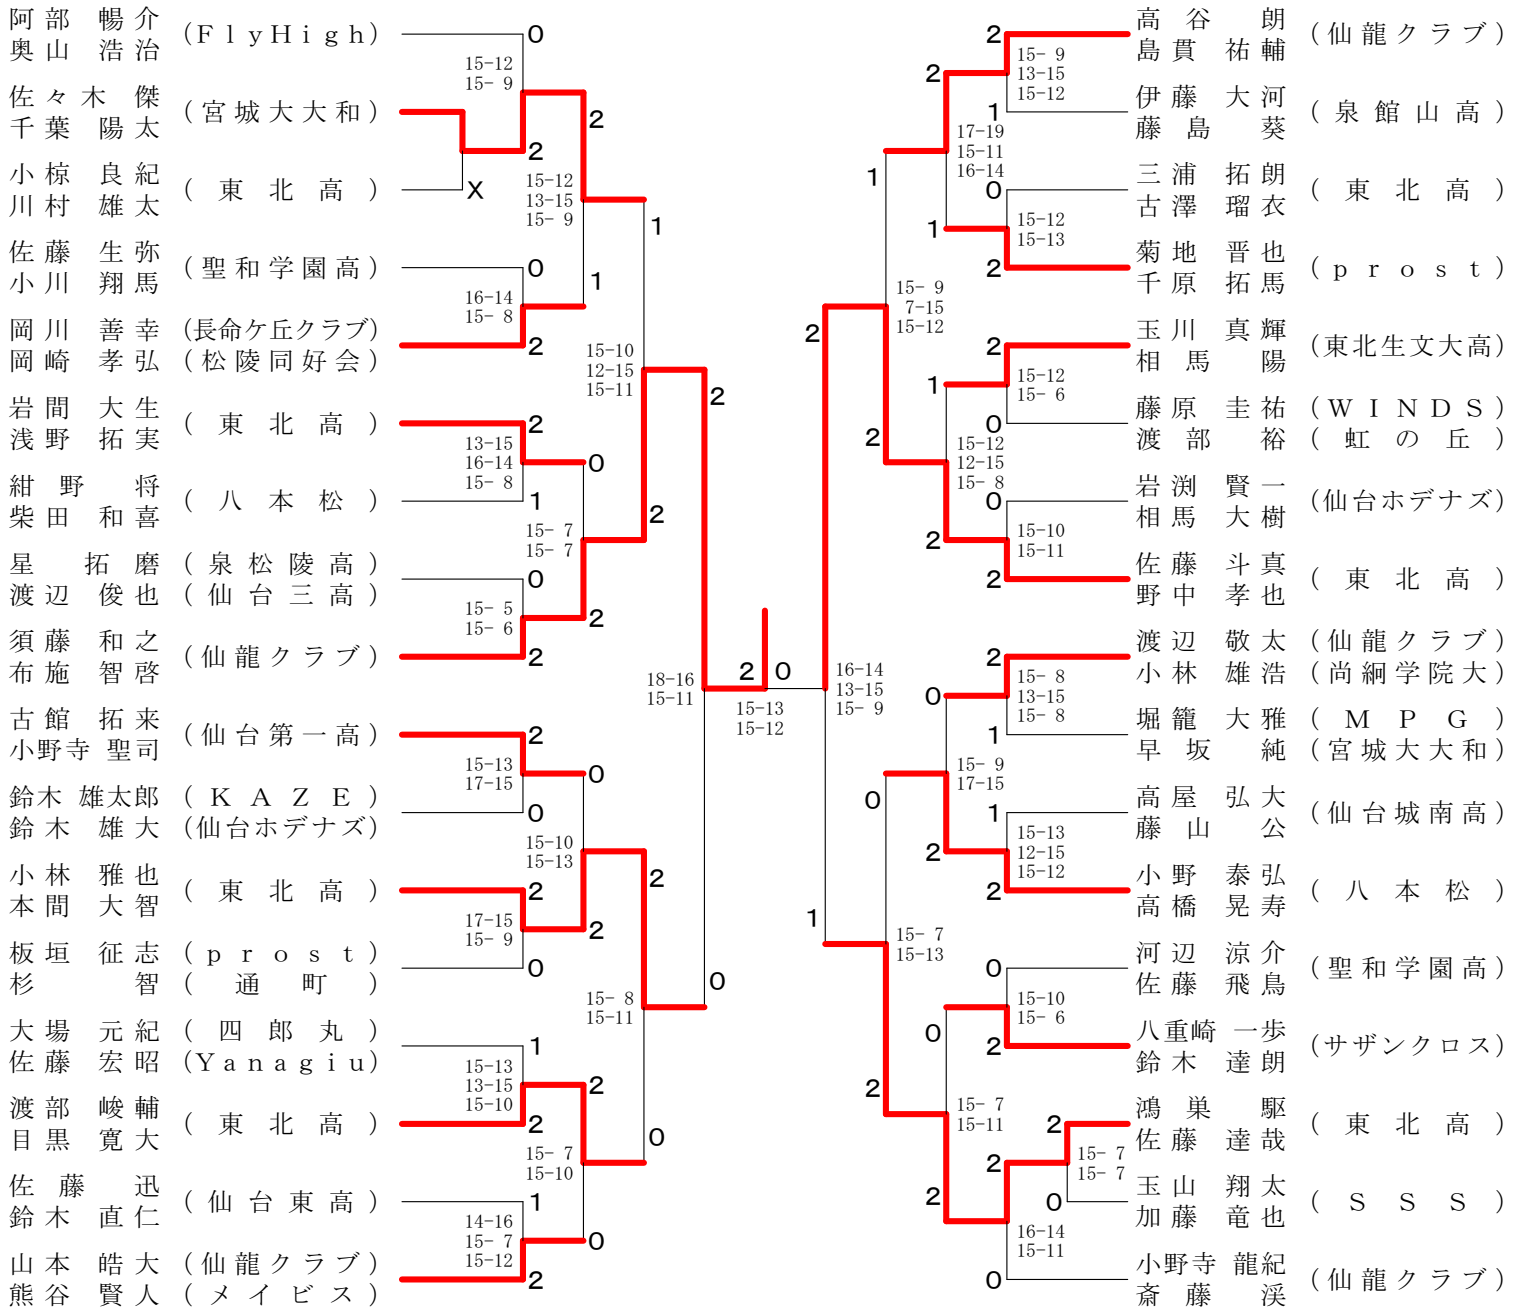 阿部 暢介
奥山 浩治 (FlyHigh)
0
15-12
15- 9
佐々木 傑
千葉 陽太 (宮城大大和)
2
2
小椋 良紀
川村 雄太 (東北高)
X
15-12
13-15
15- 9
1
佐藤 生弥
小川 翔馬 (聖和学園高)
0
1
16-14
15- 8
岡川 善幸 (長命ケ丘クラブ)
岡崎 孝弘 (松陵同好会)
2
15-10
12-15
15-11
2
岩間 大生
浅野 拓実 (東北高)
2
13-15
16-14
15- 8
0
紺野 将
柴田 和喜 (八本松)
1
2
15- 7
15- 7
星 拓磨 (泉松陵高)
渡辺 俊也 (仙台三高)
0
15- 5
15- 6
2
須藤 和之
布施 智啓 (仙龍クラブ)
2
18-16
15-11
古館 拓来
小野寺 聖司 (仙台第一高)
2
15-13
17-15
0
鈴木 雄太郎 (KAZE)
鈴木 雄大 (仙台ホデナズ)
0
15-10
15-13
2
小林 雅也
本間 大智 (東北高)
2
17-15
15- 9
2
板垣 征志 (prost)
杉 智 (通町)
0
0
15- 8
15-11
大場 元紀 (四郎丸)
佐藤 宏昭 (Yanagiu)
1
15-13
13-15
15-10
2
渡部 峻輔
目黒 寛大 (東北高)
2
0
15- 7
15-10
佐藤 迅
鈴木 直仁 (仙台東高)
1
14-16
15- 7
15-12
0
山本 皓大 (仙龍クラブ)
熊谷 賢人 (メイビス)
2
2 0
15-13
15-12
高谷 朗
島貫 祐輔 (仙龍クラブ)
2
15- 9
13-15
15-12
2
伊藤 大河
藤島 葵 (泉館山高)
1
17-19
15-11
16-14
1
三浦 拓朗
古澤 瑠衣 (東北高)
0
15-12
15-13
1
菊地 晋也
千原 拓馬 (prost)
2
15- 9
7-15
15-12
2
玉川 真輝
相馬 陽 (東北生文大高)
2
15-12
15- 6
1
藤原 圭祐 (WINDS)
渡部 裕 (虹の丘)
0
2
15-12
12-15
15- 8
岩渕 賢一
相馬 大樹 (仙台ホデナズ)
0
15-10
15-11
2
佐藤 斗真
野中 孝也 (東北高)
2
16-14
13-15
15- 9
渡辺 敬太 (仙龍クラブ)
小林 雄浩 (尚絅学院大)
2
15- 8
13-15
15- 8
0
堀籠 大雅 (MPG)
早坂 純 (宮城大大和)
1
15- 9
17-15
0
高屋 弘大
藤山 公 (仙台城南高)
1
15-13
12-15
15-12
2
小野 泰弘
高橋 晃寿 (八本松)
2
1
15- 7
15-13
河辺 涼介
佐藤 飛鳥 (聖和学園高)
0
15-10
15- 6
0
八重崎 一歩
鈴木 達朗 (サザンクロス)
2
2
15- 7
15-11
鴻巣 駆
佐藤 達哉 (東北高)
2
15- 7
15- 7
2
玉山 翔太
加藤 竜也 (SSS)
0
2
16-14
15-11
小野寺 龍紀
斎藤 渓 (仙龍クラブ)
0